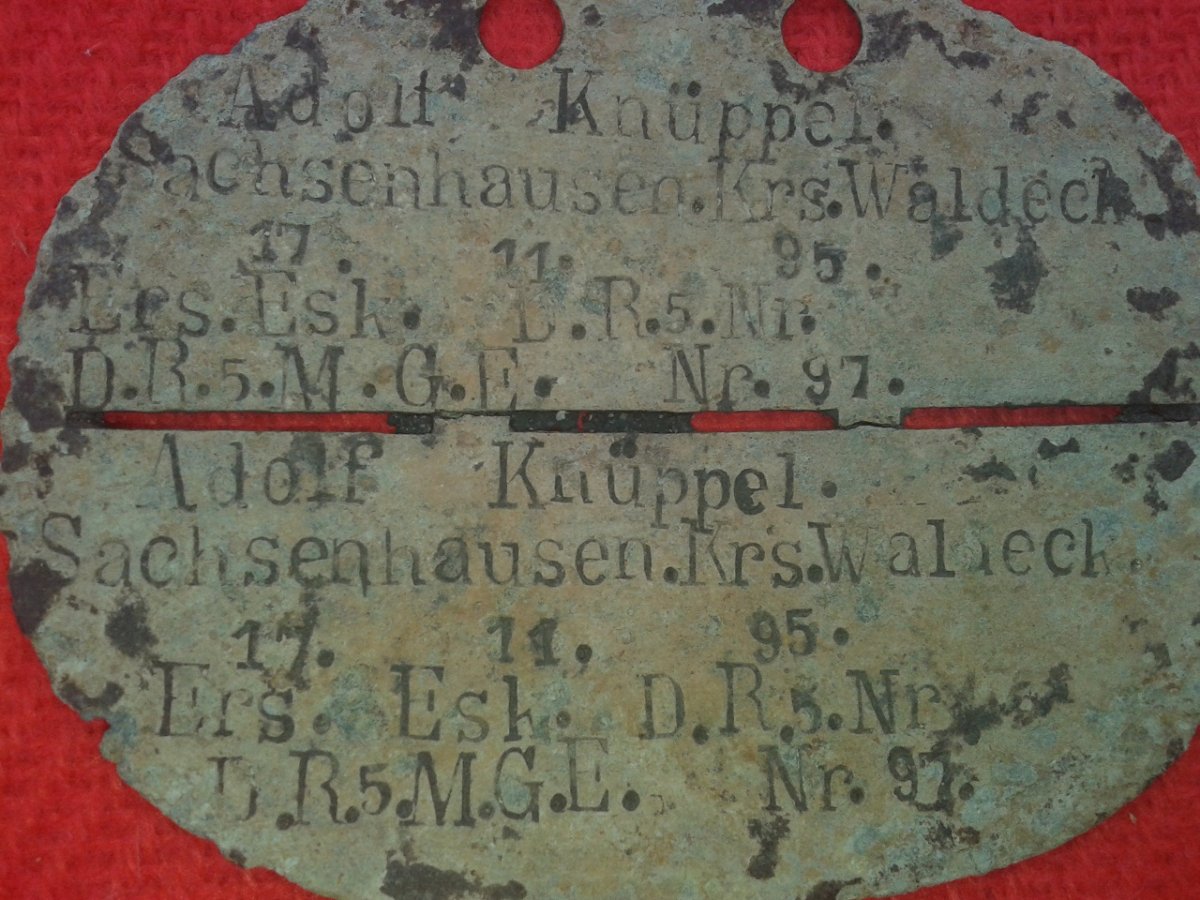 Adolf Knüppel.
Sachsenhausen.Krs.Waldeck.
17. 11. 95.
Ers.Esk. D.R.5.Nr.
D.R.5.M.G.E. Nr. 97.
Adolf Knüppel.
Sachsenhausen.Krs.Waldeck.
17. 11. 95.
Ers. Esk. D.R.5.Nr.
D.R.5.M.G.E. Nr. 97.